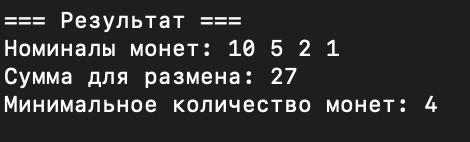 === Результат ===
Номиналы монет: 10 5 2 1
Сумма для размена: 27
Минимальное количество монет: 4